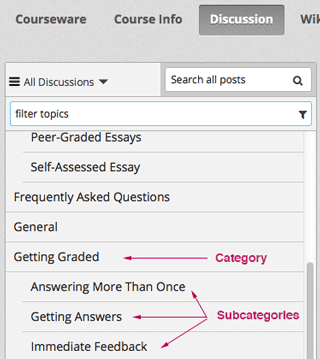 Courseware Course Info Discussion Wik
All Discussions Search all posts
filter topics
Peer-Graded Essays
Self-Assessed Essay
Frequently Asked Questions
General
Getting Graded Category
Answering More Than Once
Getting Answers Subcategories
Immediate Feedback